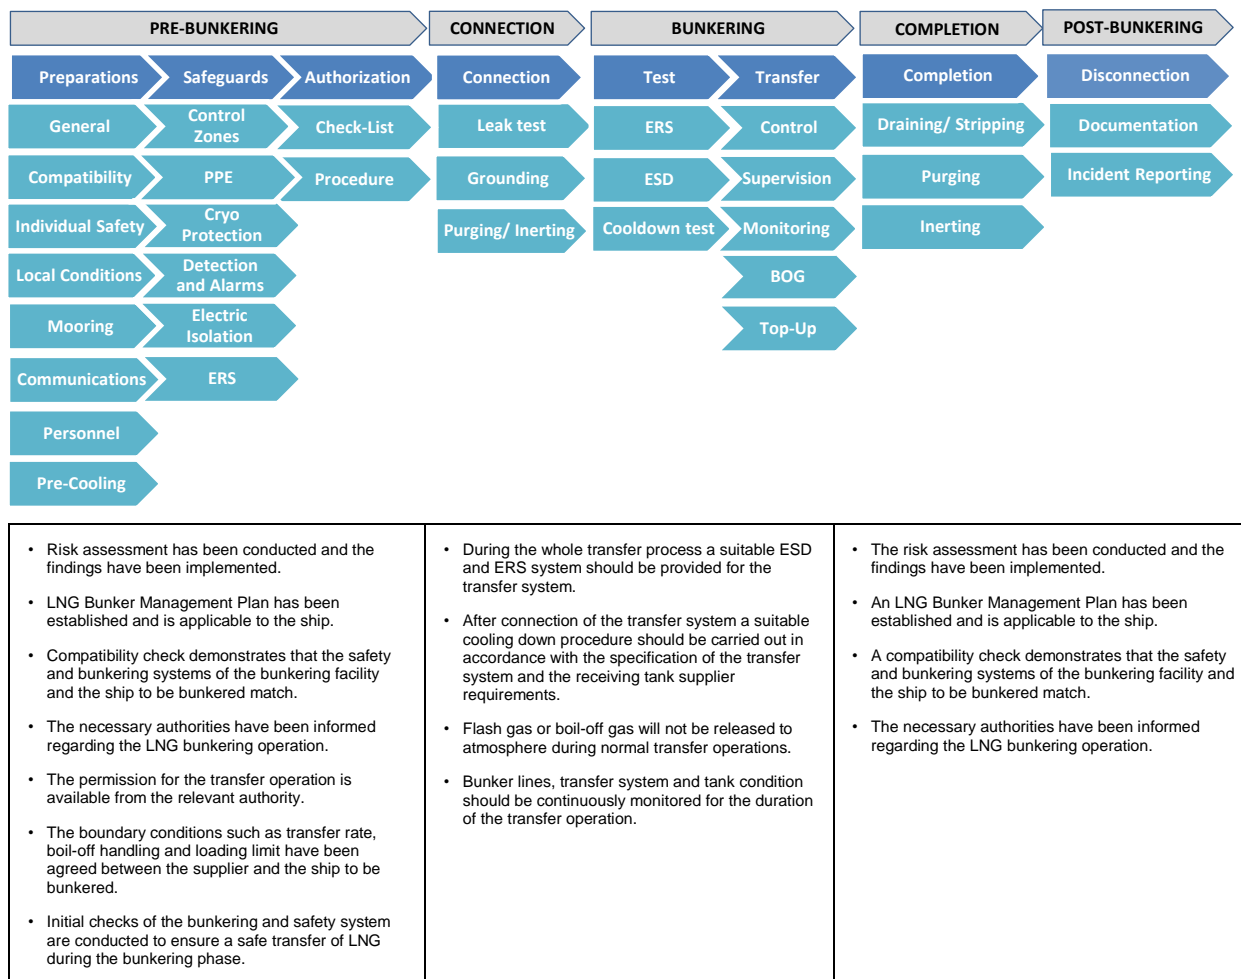 PRE-BUNKERING
CONNECTION
BUNKERING
COMPLETION
POST-BUNKERING
Preparations
Safeguards
Authorization
Connection
Test
Transfer
Completion
Disconnection
General
Control
Zones
Check-List
Leak test
ERS
Control
Draining/ Stripping
Documentation
Compatibility
PPE
Procedure
Grounding
ESD
Supervision
Purging
Incident Reporting
Individual Safety
Cryo
Protection
Purging/ Inerting
Cooldown test
Monitoring
Inerting
Local Conditions
Detection
and Alarms
BOG
Mooring
Electric
Isolation
Top-Up
Communications
ERS
Personnel
Pre-Cooling
• Risk assessment has been conducted and the
findings have been implemented.
• LNG Bunker Management Plan has been
established and is applicable to the ship.
• Compatibility check demonstrates that the safety
and bunkering systems of the bunkering facility
and the ship to be bunkered match.
• The necessary authorities have been informed
regarding the LNG bunkering operation.
• The permission for the transfer operation is
available from the relevant authority.
• The boundary conditions such as transfer rate,
boil-off handling and loading limit have been
agreed between the supplier and the ship to be
bunkered.
• Initial checks of the bunkering and safety system
are conducted to ensure a safe transfer of LNG
during the bunkering phase.
• During the whole transfer process a suitable ESD
and ERS system should be provided for the
transfer system.
• After connection of the transfer system a suitable
cooling down procedure should be carried out in
accordance with the specification of the transfer
system and the receiving tank supplier
requirements.
• Flash gas or boil-off gas will not be released to
atmosphere during normal transfer operations.
• Bunker lines, transfer system and tank condition
should be continuously monitored for the duration
of the transfer operation.
• The risk assessment has been conducted and the
findings have been implemented.
• An LNG Bunker Management Plan has been
established and is applicable to the ship.
• A compatibility check demonstrates that the safety
and bunkering systems of the bunkering facility and
the ship to be bunkered match.
• The necessary authorities have been informed
regarding the LNG bunkering operation.